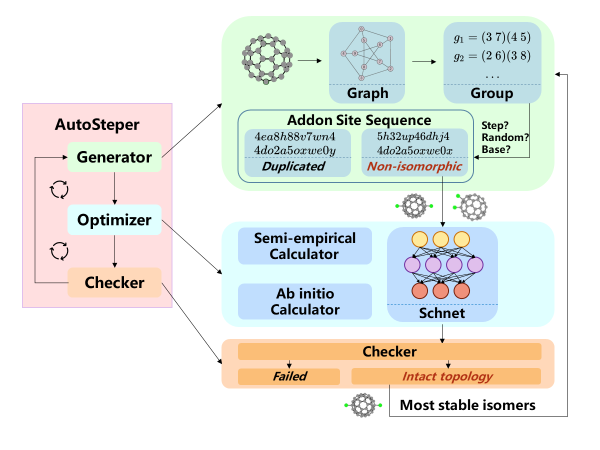 AutoSteper
Generator
Optimizer
Checker
Graph
g₁ = (3 7)(4 5)
g₂ = (2 6)(3 8)
...
Group
Addon Site Sequence
4ea8h88v7wn4
4do2a5oxwe0y
Duplicated
5h32up46dhj4
4do2a5oxwe0x
Non-isomorphic
Step?
Random?
Base?
Semi-empirical
Calculator
Ab initio
Calculator
Schnet
Checker
Failed
Intact topology
Most stable isomers